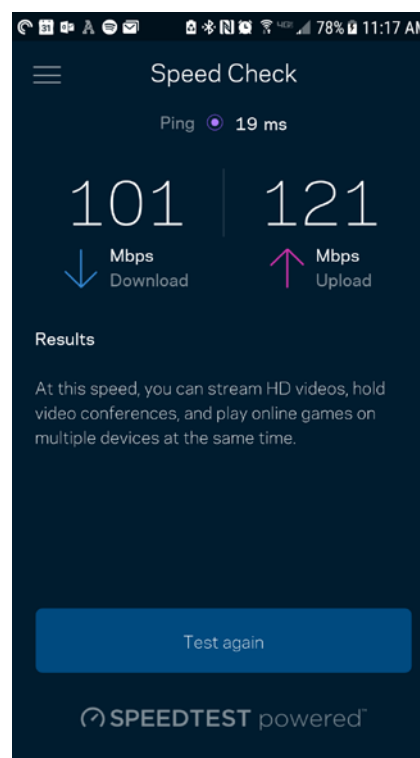 31 78% 11:17 AM
Speed Check
Ping 19 ms
101 121
Mbps Mbps
Download Upload
Results
At this speed, you can stream HD videos, hold
video conferences, and play online games on
multiple devices at the same time.
Test again
SPEEDTEST powered™